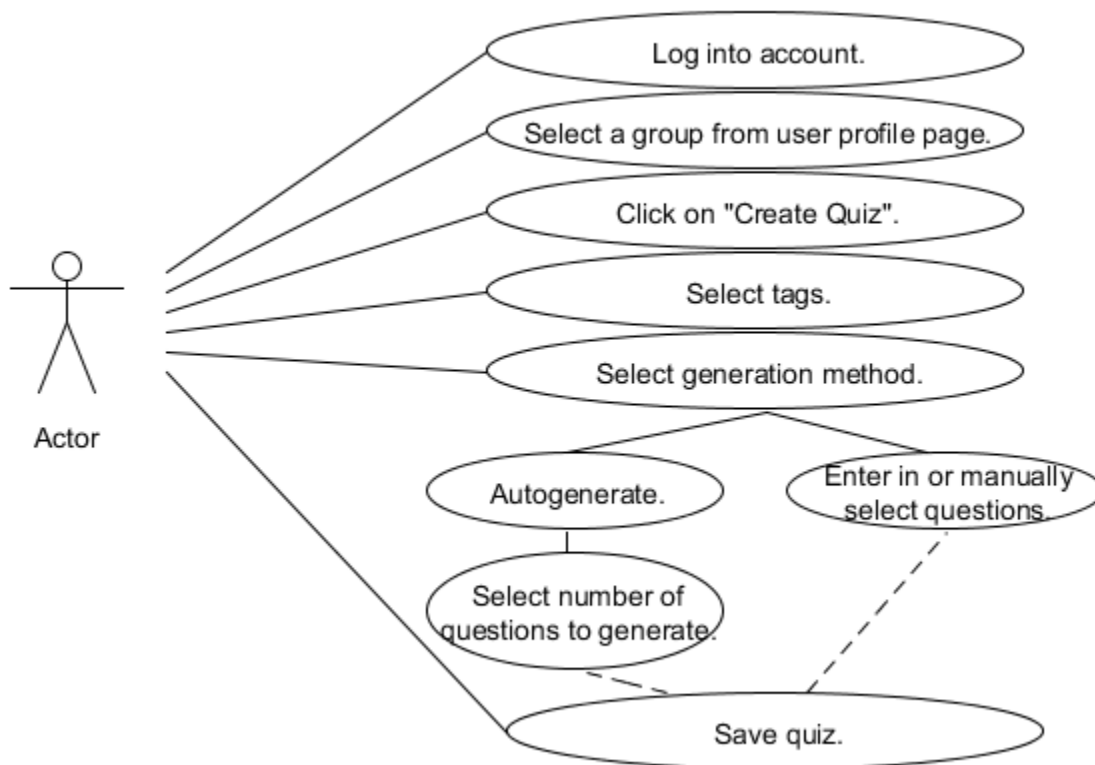 Log into account.
Select a group from user profile page.
Click on "Create Quiz".
Select tags.
Select generation method.
Actor
Autogenerate.
Enter in or manually
select questions.
Select number of
questions to generate.
Save quiz.